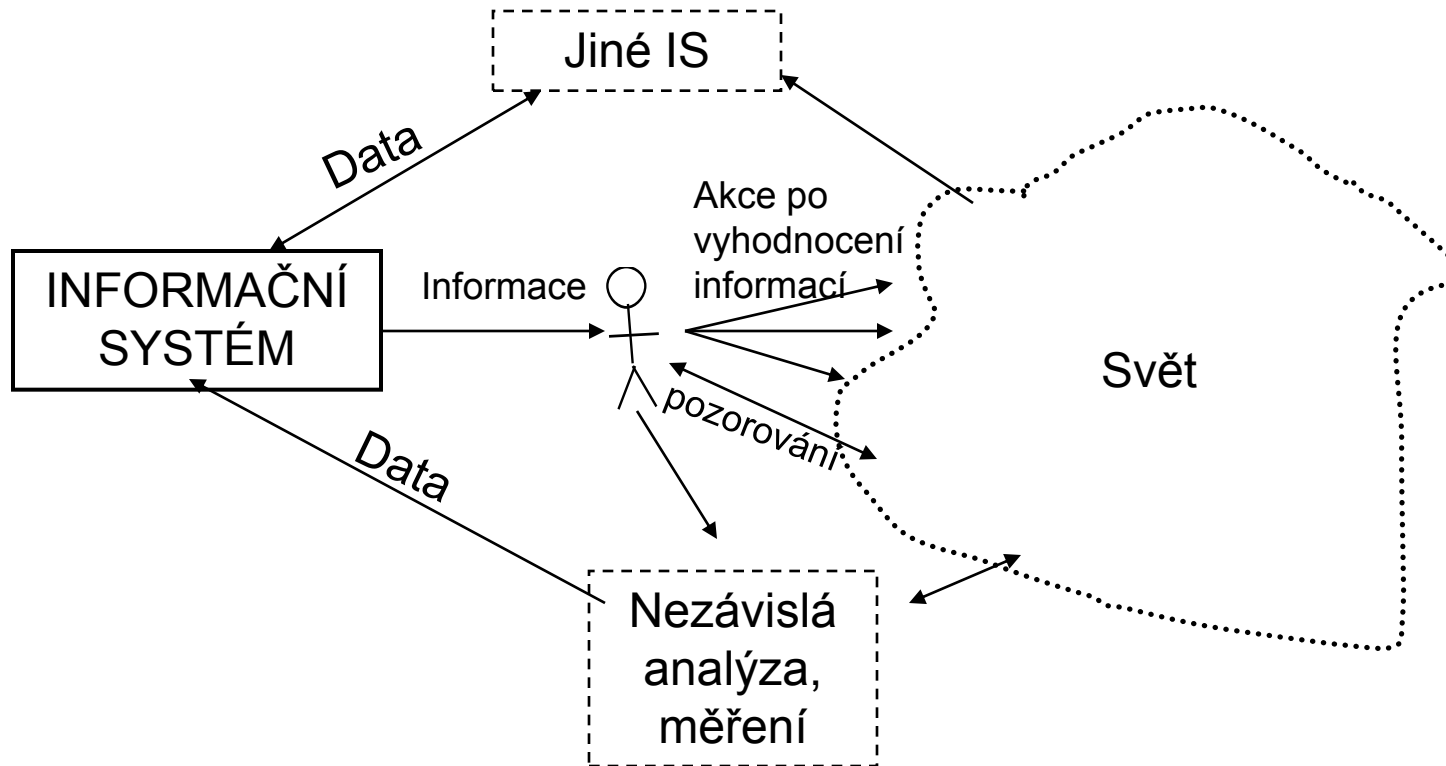 Jiné IS
Data
Akce po
vyhodnocení
informací
INFORMAČNÍ
SYSTÉM
Informace
Svět
pozorování
Data
Nezávislá
analýza,
měření